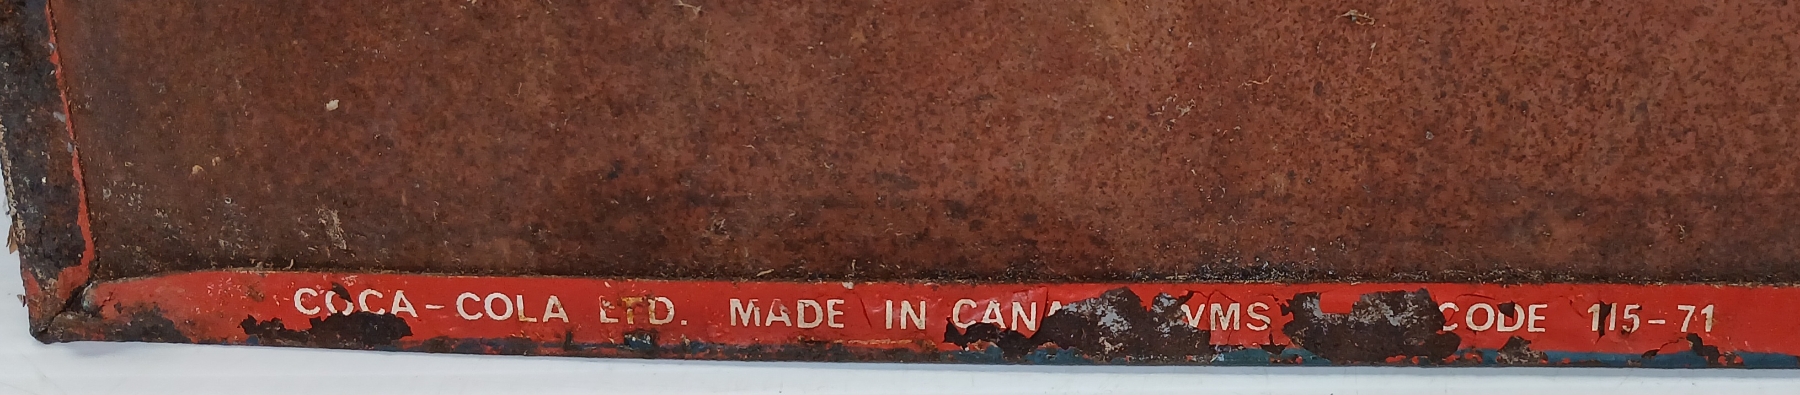 COCA-COLA LTD. MADE IN CANA VMS CODE 115-71